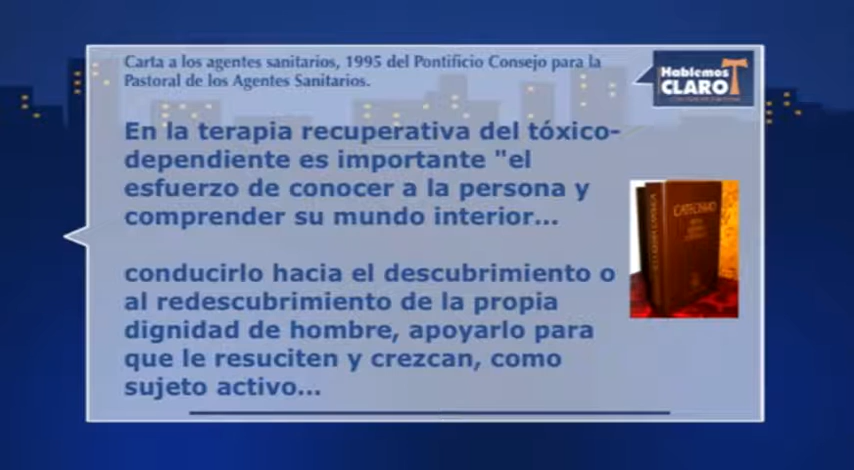 Carta a los agentes sanitarios, 1995 del Pontificio Consejo para la
Pastoral de los Agentes Sanitarios.
Hablemos
CLARO
En la terapia recuperativa del tóxico-
dependiente es importante "el
esfuerzo de conocer a la persona y
comprender su mundo interior...
CATECISMO
conducirlo hacia el descubrimiento o
al redescubrimiento de la propia
dignidad de hombre, apoyarlo para
que le resuciten y crezcan, como
sujeto activo...